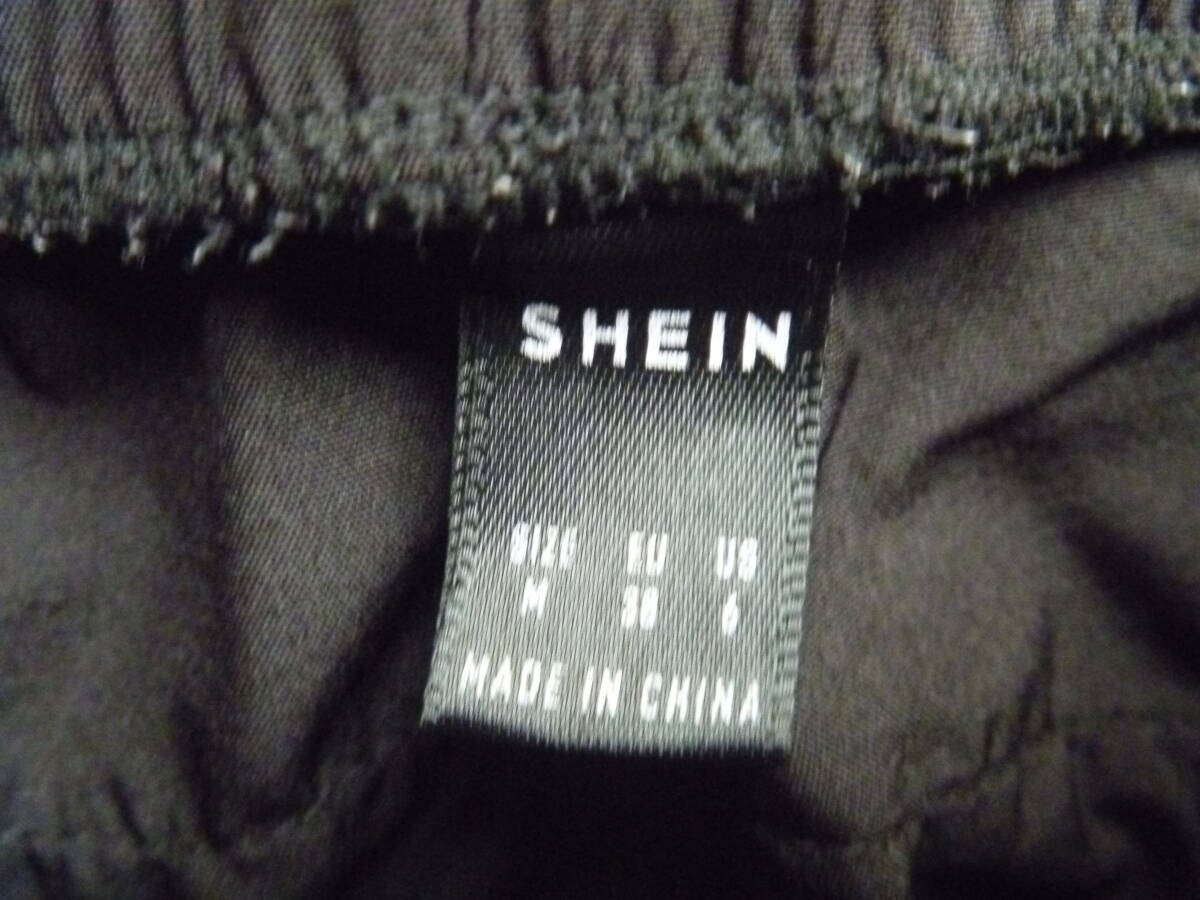 SHEIN
SIZE EU US
M 38 6
MADE IN CHINA